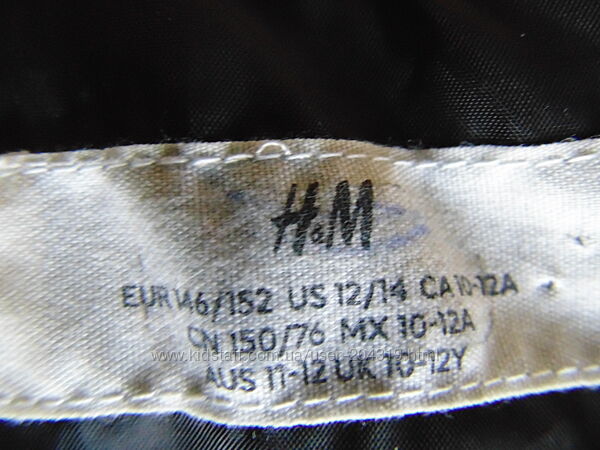 H&M
EUR 146/152 US 12/14 CA 10-12A
CN 150/76 MX 10-12A
www.kidstaff.com.ua/user-204319.html
AUS 11-12 UK 10-12Y